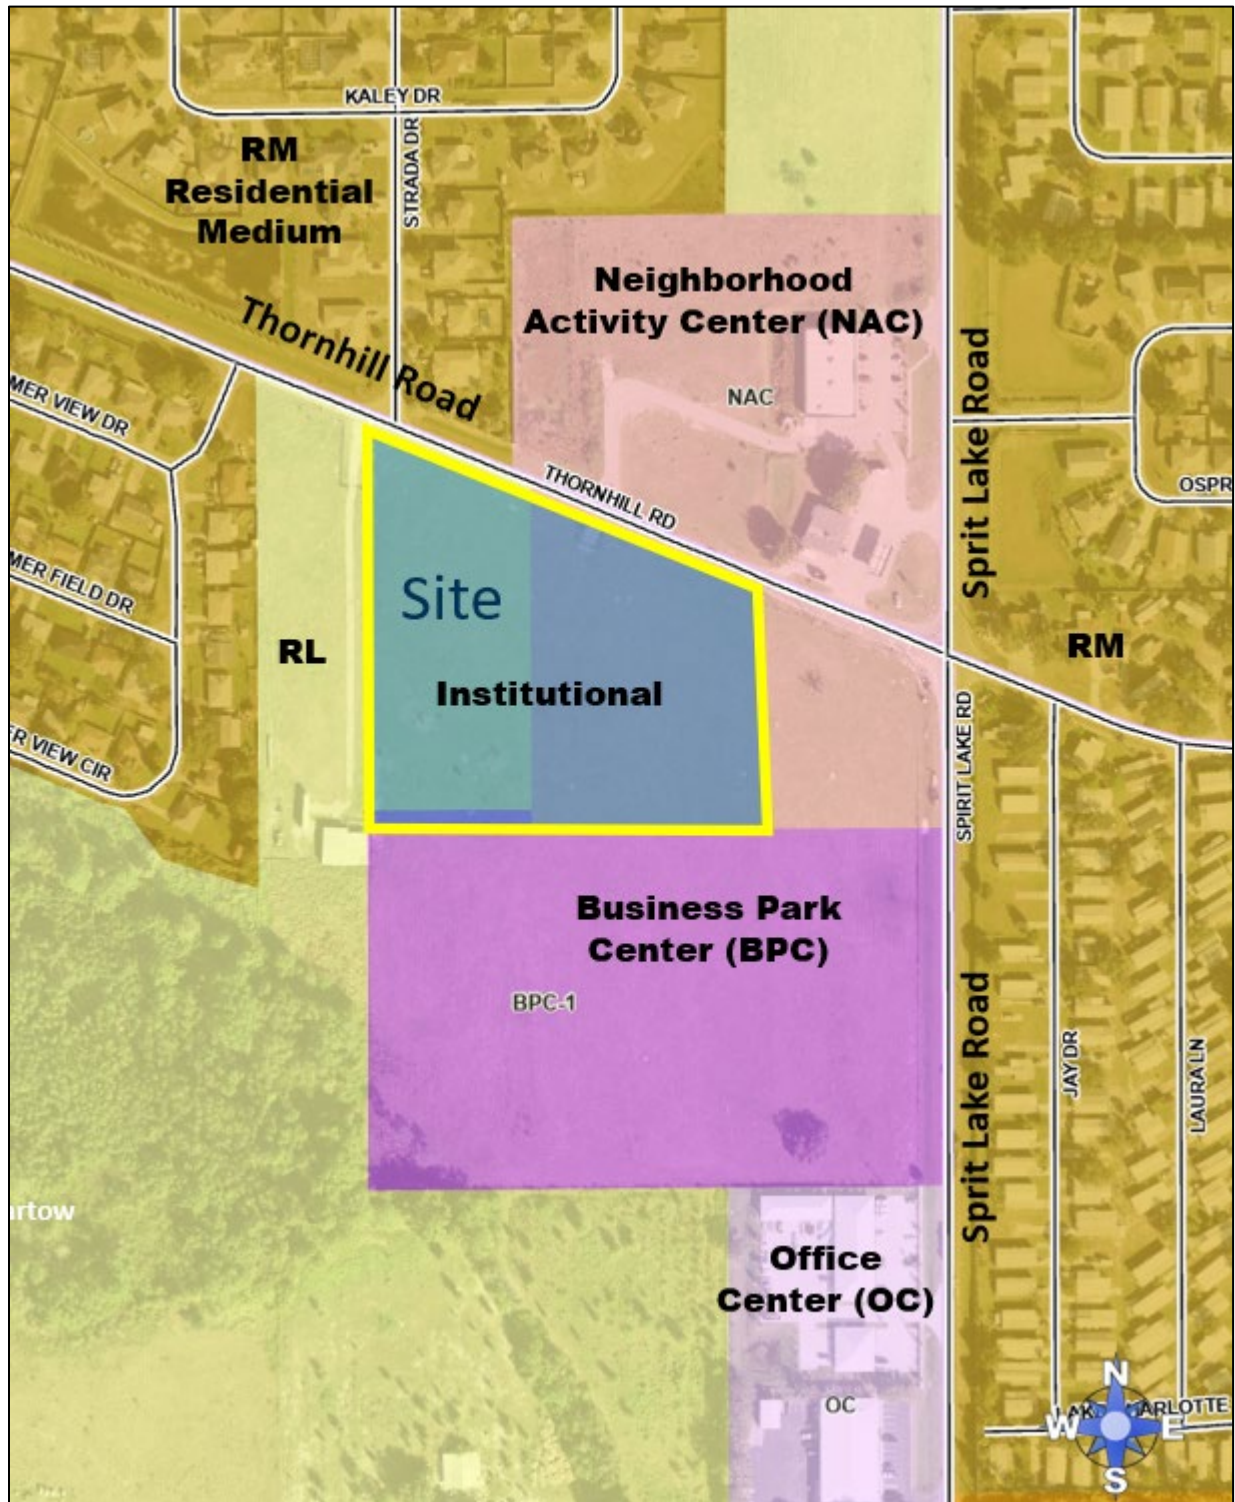 KALEY DR
STRADA DR
RM
Residential
Medium
Thornhill Road
Neighborhood
Activity Center (NAC)
NAC
Sprit Lake Road
MER VIEW DR
THORNHILL RD
OSPR
MER FIELD DR
Site
RL
Institutional
RM
ER VIEW CIR
SPIRIT LAKE RD
Business Park
Center (BPC)
BPC-1
Sprit Lake Road
JAY DR
LAURA LN
rtow
Office
Center (OC)
OC
N
W
E
S
ARLOTTE